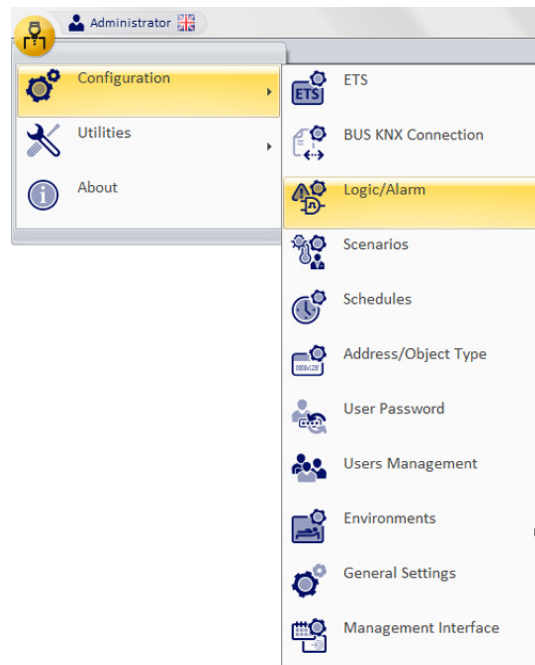 Administrator
Configuration
Utilities
About
ETS
ETS
BUS KNX Connection
Logic/Alarm
Scenarios
Schedules
Address/Object Type
User Password
Users Management
Environments
General Settings
Management Interface